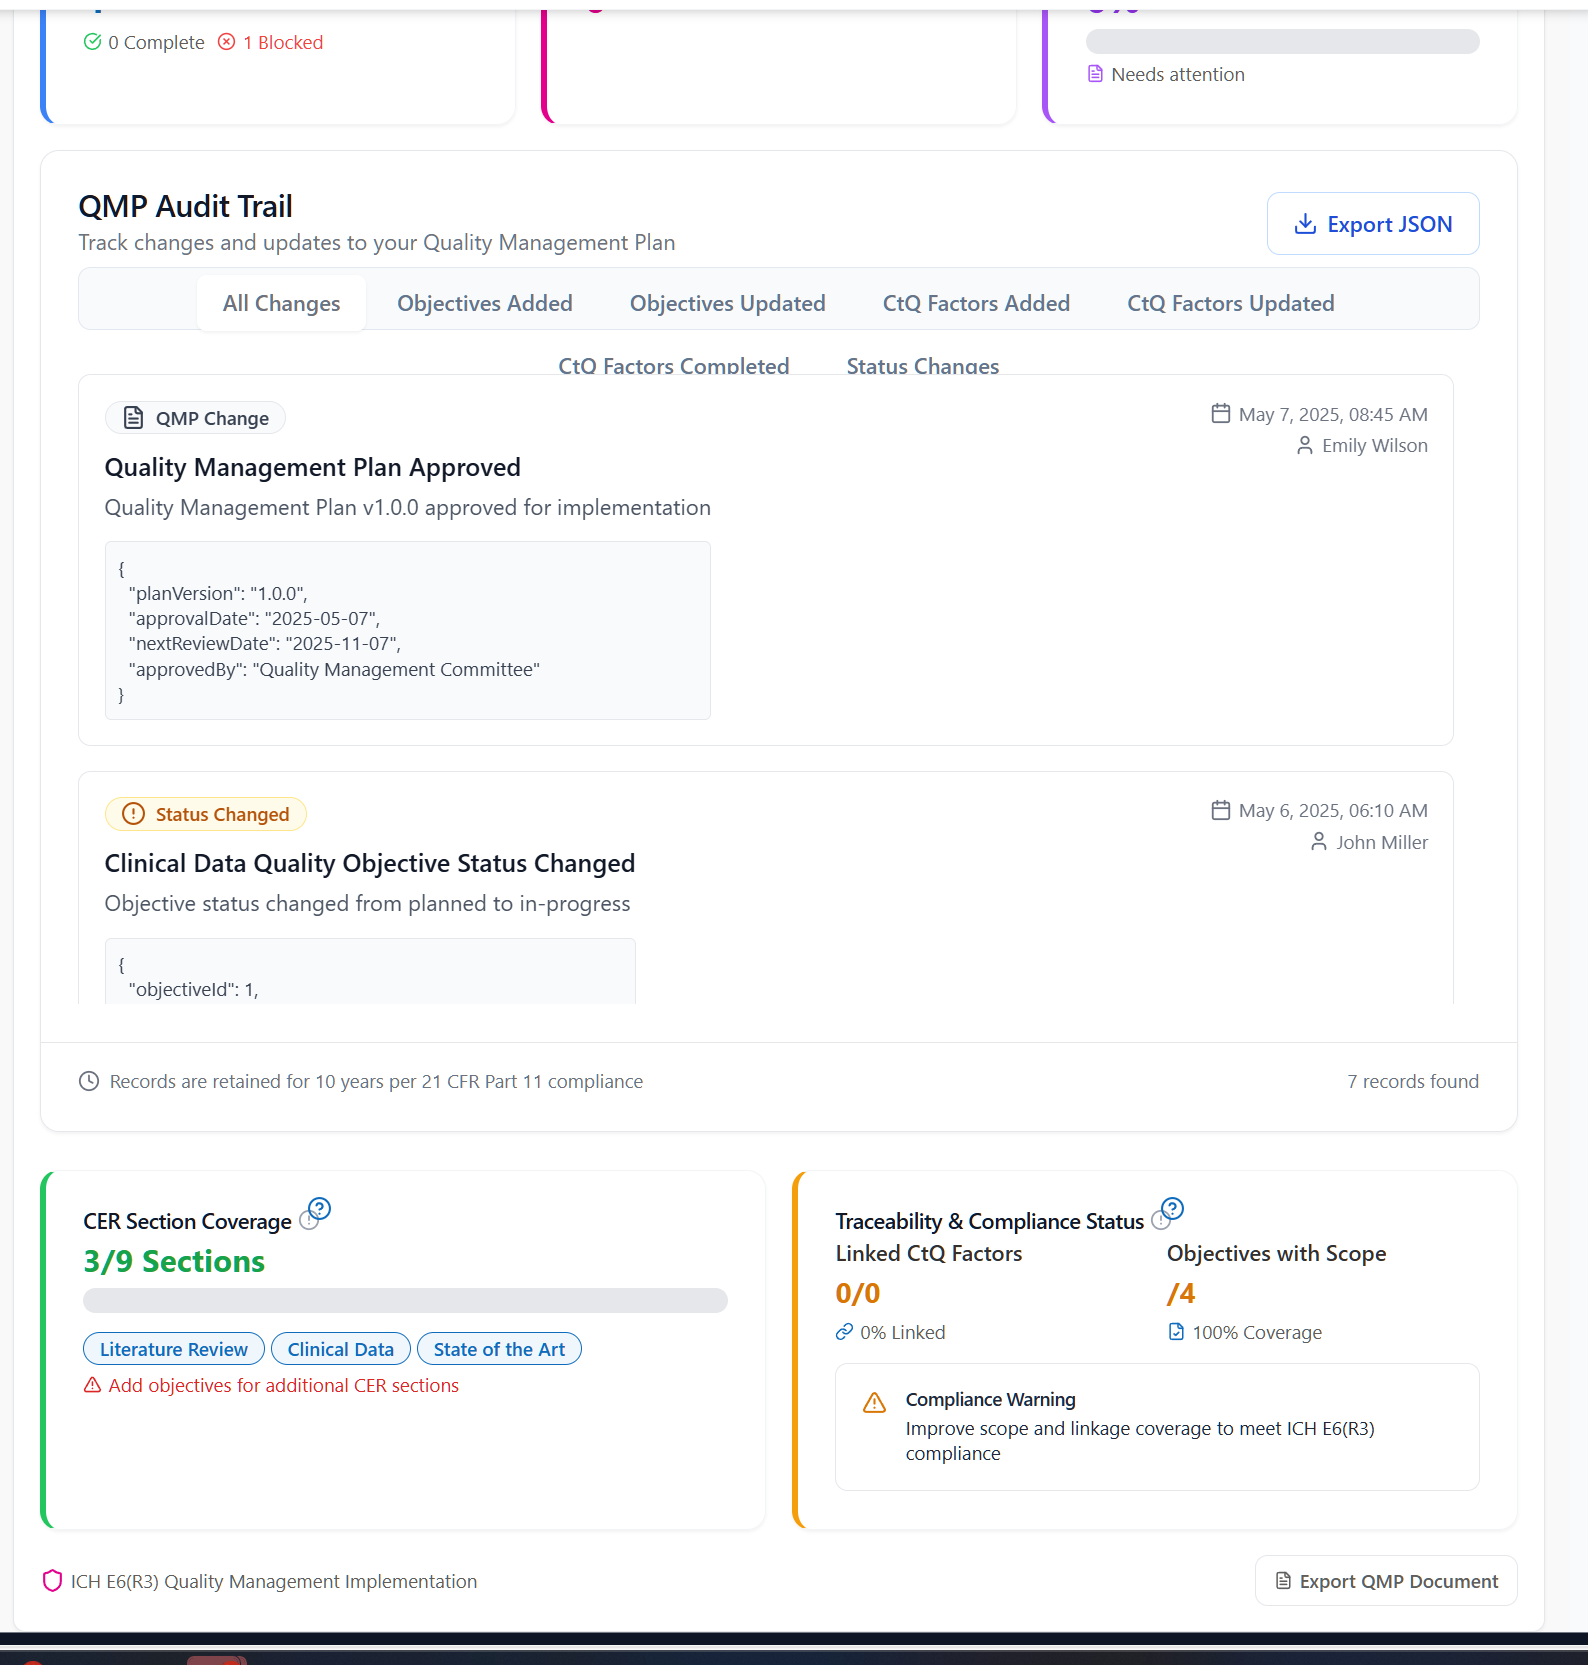 0 Complete 1 Blocked
Needs attention
QMP Audit Trail
Track changes and updates to your Quality Management Plan
Export JSON
All Changes Objectives Added Objectives Updated CtQ Factors Added CtQ Factors Updated
CtQ Factors Completed Status Changes
QMP Change
May 7, 2025, 08:45 AM
Emily Wilson
Quality Management Plan Approved
Quality Management Plan v1.0.0 approved for implementation
{
"planVersion": "1.0.0",
"approvalDate": "2025-05-07",
"nextReviewDate": "2025-11-07",
"approvedBy": "Quality Management Committee"
}
Status Changed
May 6, 2025, 06:10 AM
John Miller
Clinical Data Quality Objective Status Changed
Objective status changed from planned to in-progress
{
"objectiveId": 1,
Records are retained for 10 years per 21 CFR Part 11 compliance
7 records found
CER Section Coverage
3/9 Sections
Literature Review Clinical Data State of the Art
Add objectives for additional CER sections
Traceability & Compliance Status
Linked CtQ Factors
0/0
0% Linked
Objectives with Scope
/4
100% Coverage
Compliance Warning
Improve scope and linkage coverage to meet ICH E6(R3)
compliance
ICH E6(R3) Quality Management Implementation
Export QMP Document